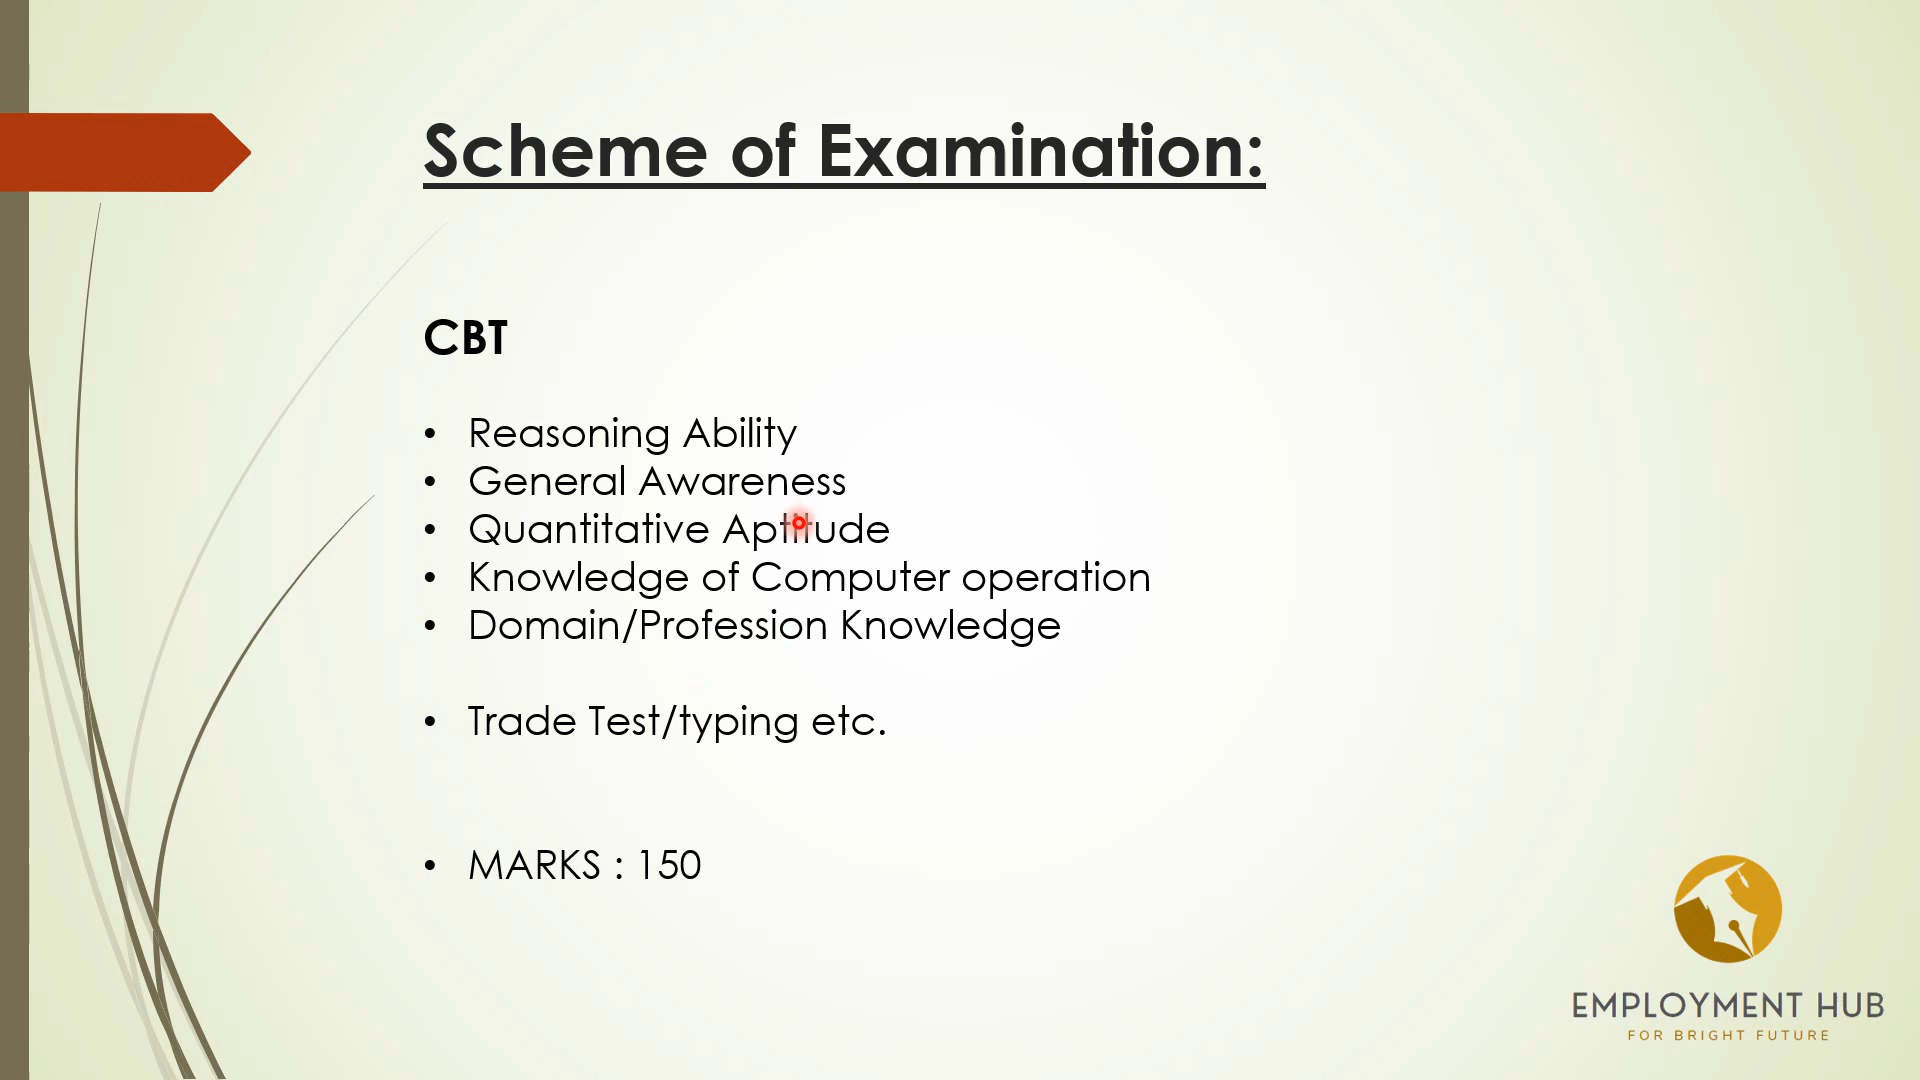 Scheme of Examination:
CBT
• Reasoning Ability
• General Awareness
• Quantitative Aptitude
• Knowledge of Computer operation
• Domain/Profession Knowledge
• Trade Test/typing etc.
• MARKS : 150
EMPLOYMENT HUB
FOR BRIGHT FUTURE